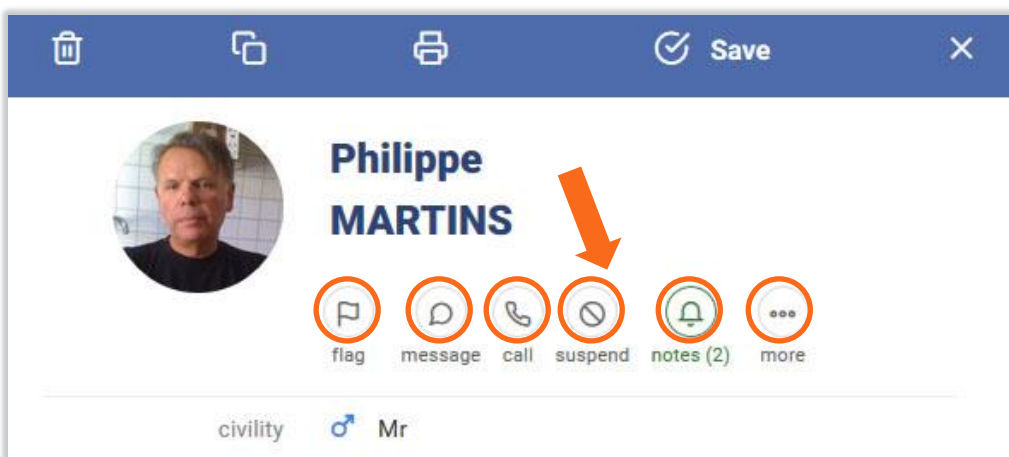 Save
Philippe
MARTINS
flag message call suspend notes (2) more
civility Mr